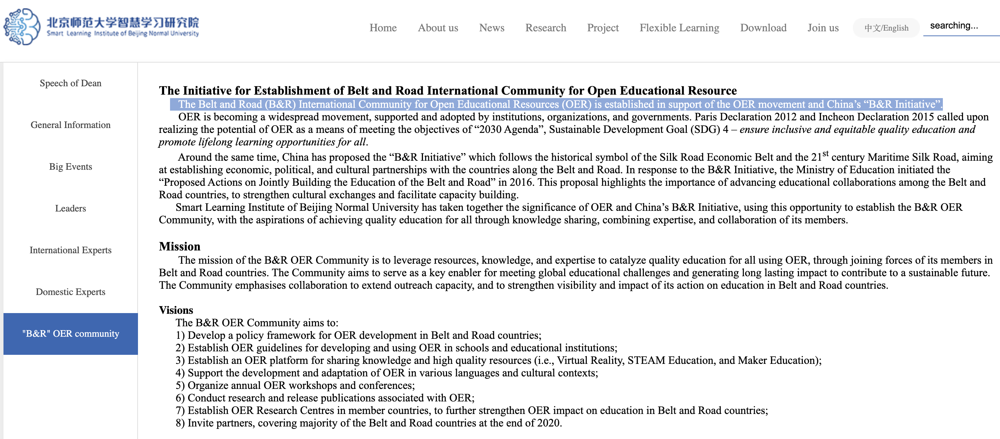 北京师范大学智慧学习研究院
Smart Learning Institute of Beijing Normal University
Home About us News Research Project Flexible Learning Download Join us 中文/English searching...
Speech of Dean
General Information
Big Events
Leaders
International Experts
Domestic Experts
"B&R" OER community
The Initiative for Establishment of Belt and Road International Community for Open Educational Resource
The Belt and Road (B&R) International Community for Open Educational Resources (OER) is established in support of the OER movement and China’s “B&R Initiative”.
OER is becoming a widespread movement, supported and adopted by institutions, organizations, and governments. Paris Declaration 2012 and Incheon Declaration 2015 called upon
realizing the potential of OER as a means of meeting the objectives of “2030 Agenda”, Sustainable Development Goal (SDG) 4 – ensure inclusive and equitable quality education and
promote lifelong learning opportunities for all.
Around the same time, China has proposed the “B&R Initiative” which follows the historical symbol of the Silk Road Economic Belt and the 21st century Maritime Silk Road, aiming
at establishing economic, political, and cultural partnerships with the countries along the Belt and Road. In response to the B&R Initiative, the Ministry of Education initiated the
“Proposed Actions on Jointly Building the Education of the Belt and Road” in 2016. This proposal highlights the importance of advancing educational collaborations among the Belt and
Road countries, to strengthen cultural exchanges and facilitate capacity building.
Smart Learning Institute of Beijing Normal University has taken together the significance of OER and China’s B&R Initiative, using this opportunity to establish the B&R OER
Community, with the aspirations of achieving quality education for all through knowledge sharing, combining expertise, and collaboration of its members.
Mission
The mission of the B&R OER Community is to leverage resources, knowledge, and expertise to catalyze quality education for all using OER, through joining forces of its members in
Belt and Road countries. The Community aims to serve as a key enabler for meeting global educational challenges and generating long lasting impact to contribute to a sustainable future.
The Community emphasises collaboration to extend outreach capacity, and to strengthen visibility and impact of its action on education in Belt and Road countries.
Visions
The B&R OER Community aims to:
1) Develop a policy framework for OER development in Belt and Road countries;
2) Establish OER guidelines for developing and using OER in schools and educational institutions;
3) Establish an OER platform for sharing knowledge and high quality resources (i.e., Virtual Reality, STEAM Education, and Maker Education);
4) Support the development and adaptation of OER in various languages and cultural contexts;
5) Organize annual OER workshops and conferences;
6) Conduct research and release publications associated with OER;
7) Establish OER Research Centres in member countries, to further strengthen OER impact on education in Belt and Road countries;
8) Invite partners, covering majority of the Belt and Road countries at the end of 2020.